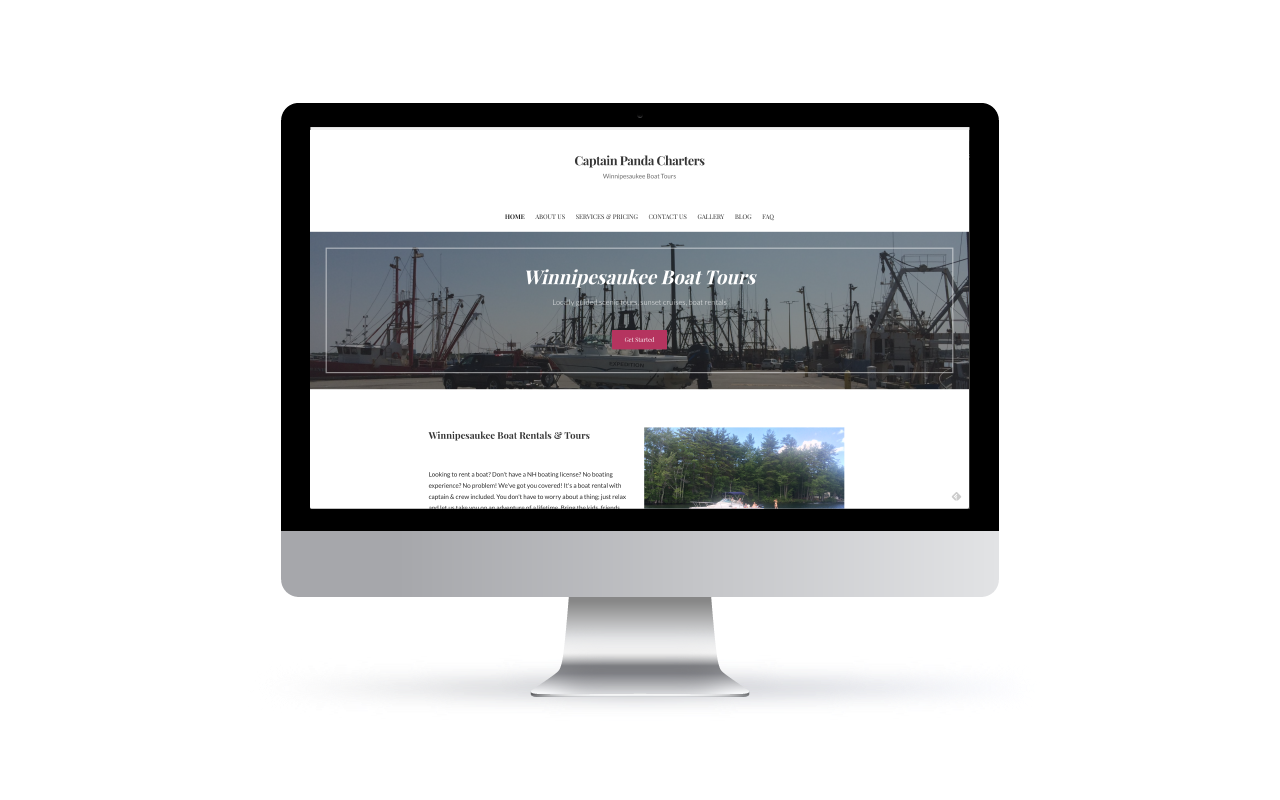 Captain Panda Charters
Winnipesaukee Boat Tours
HOME ABOUT US SERVICES & PRICING CONTACT US GALLERY BLOG FAQ
Winnipesaukee Boat Tours
Locally guided scenic tours, sunset cruises, boat rentals
Get Started
Winnipesaukee Boat Rentals & Tours
Looking to rent a boat? Don't have a NH boating license? No boating
experience? No problem! We've got you covered! It's a boat rental with
captain & crew included. You don't have to worry about a thing; just relax
and let us take you on an adventure of a lifetime. Bring the kids, friends,